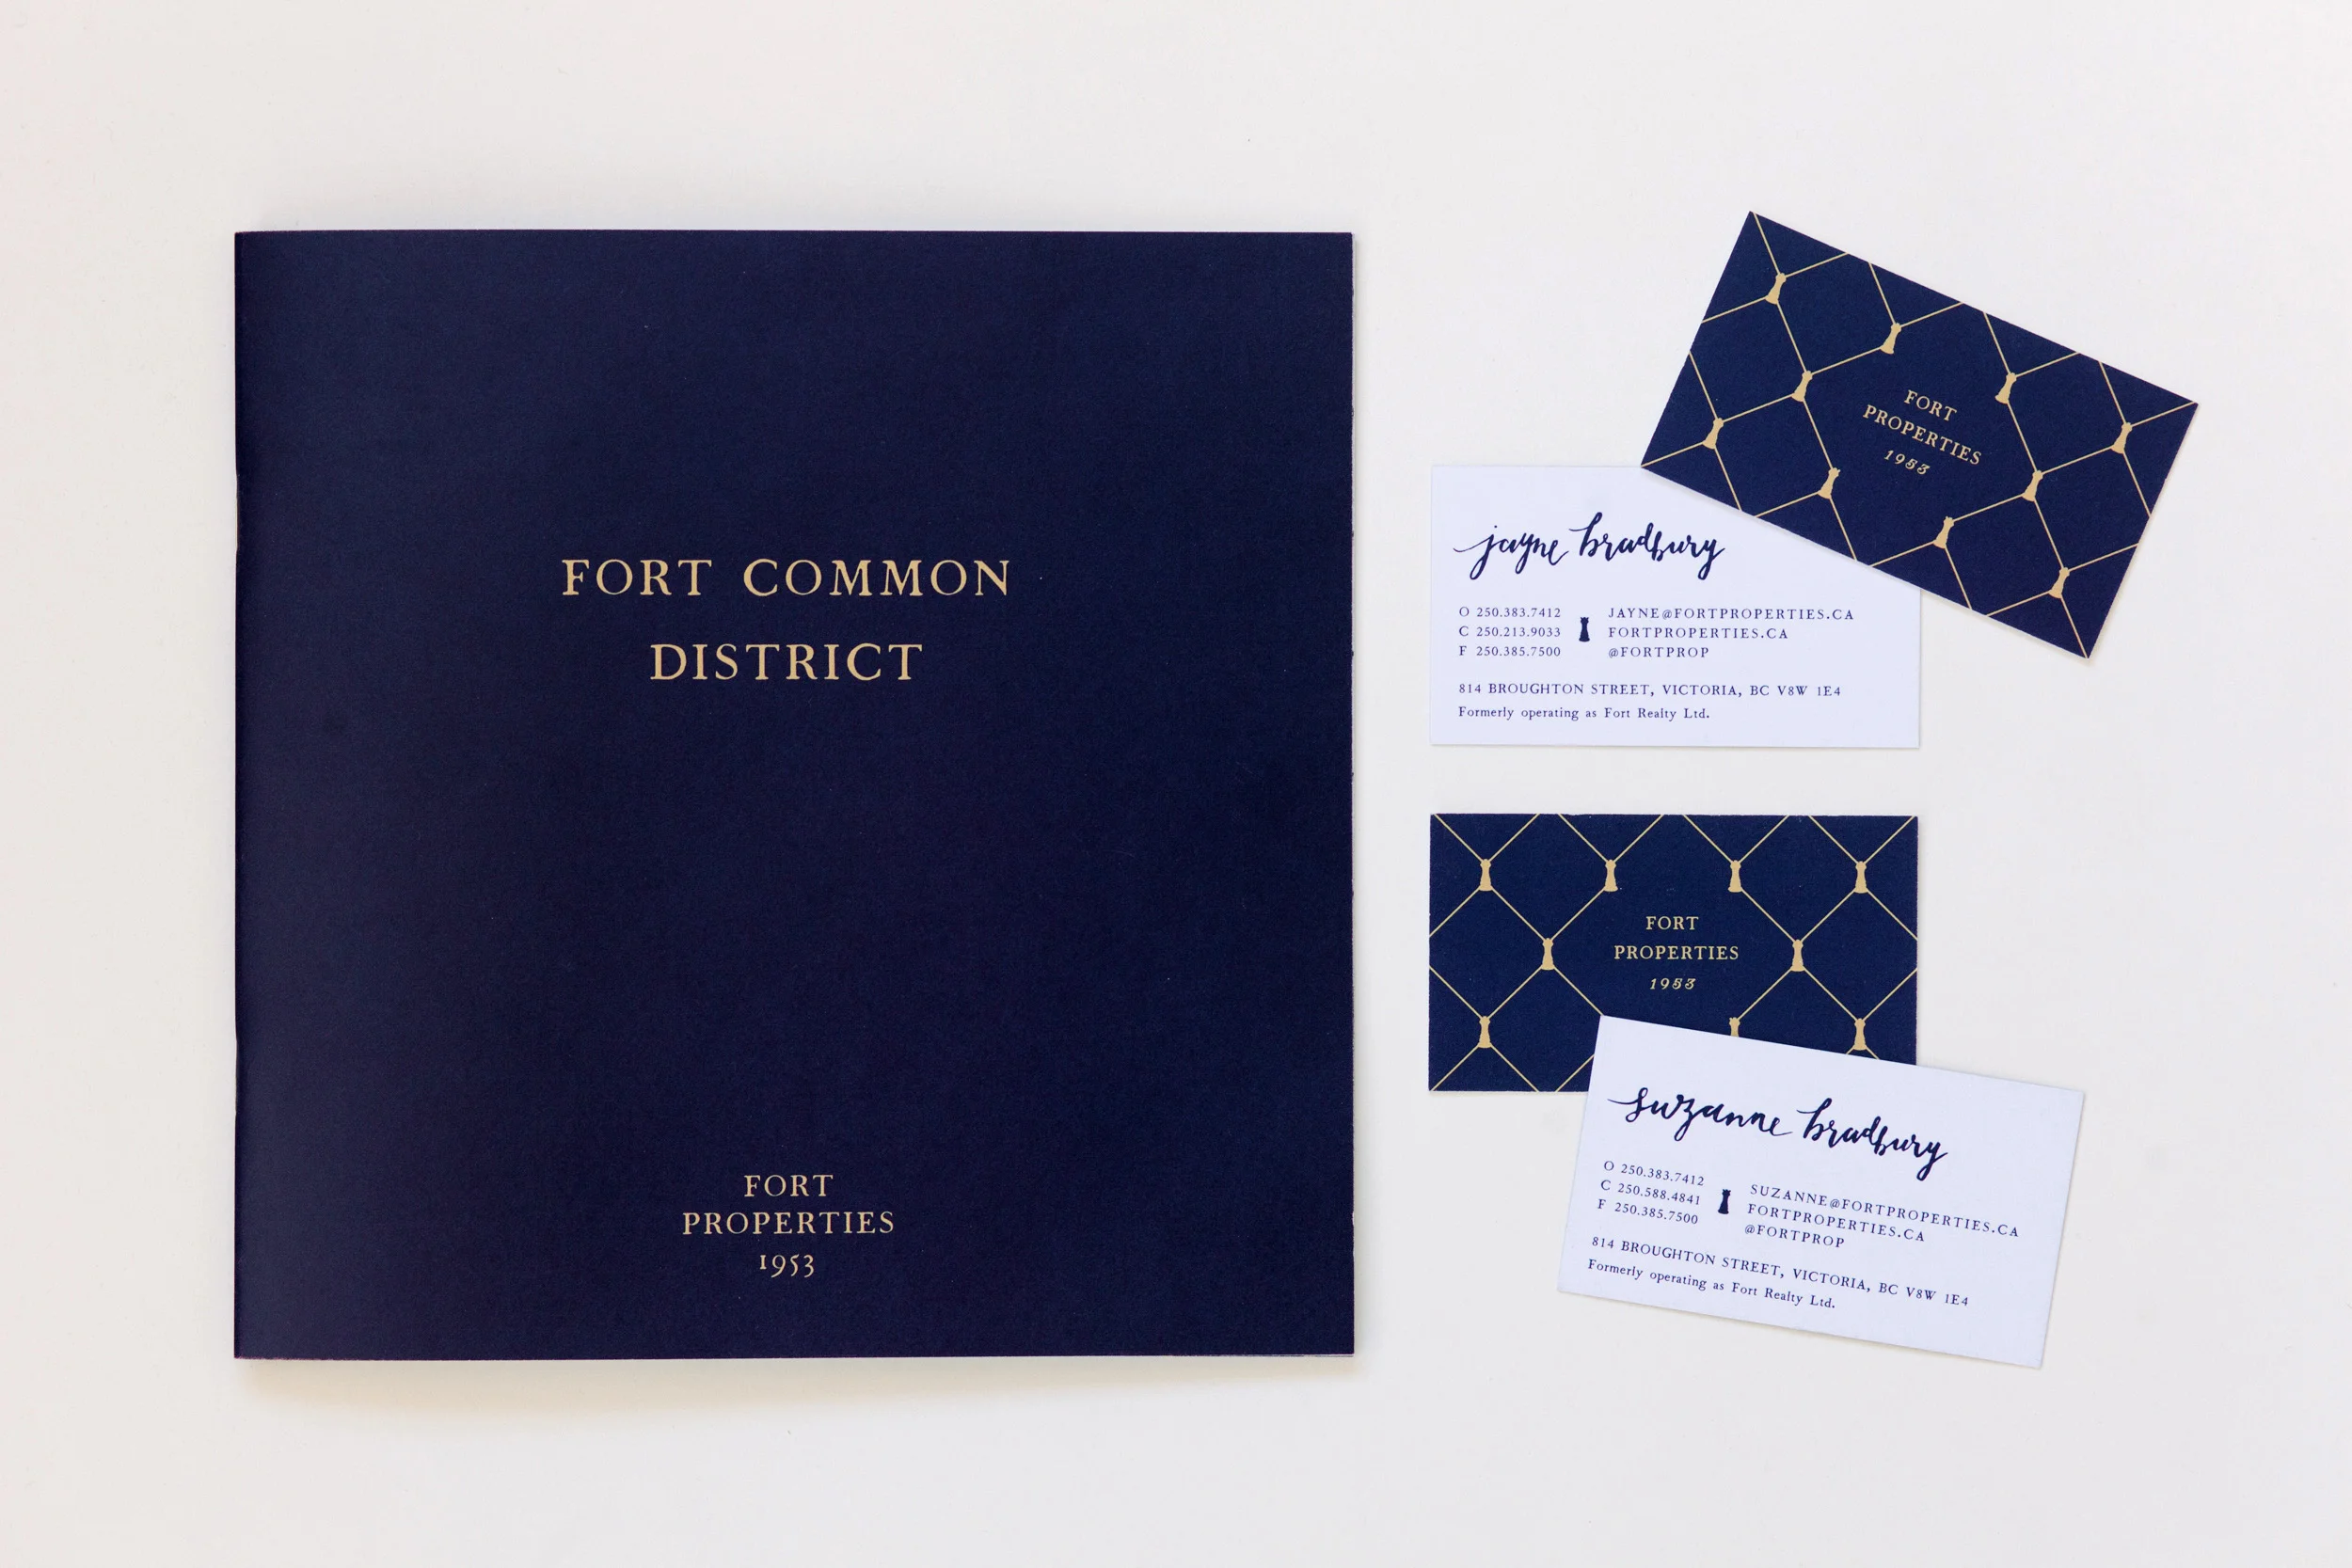 FORT COMMON
DISTRICT
FORT
PROPERTIES
1953
FORT
PROPERTIES
1953
jayne bradbury
O 250.383.7412
C 250.213.9033
F 250.385.7500
JAYNE@FORTPROPERTIES.CA
FORTPROPERTIES.CA
@FORTPROP
814 BROUGHTON STREET, VICTORIA, BC V8W 1E4
Formerly operating as Fort Realty Ltd.
FORT
PROPERTIES
1953
suzanne bradbury
O 250.383.7412
C 250.588.4841
F 250.385.7500
SUZANNE@FORTPROPERTIES.CA
FORTPROPERTIES.CA
@FORTPROP
814 BROUGHTON STREET, VICTORIA, BC V8W 1E4
Formerly operating as Fort Realty Ltd.